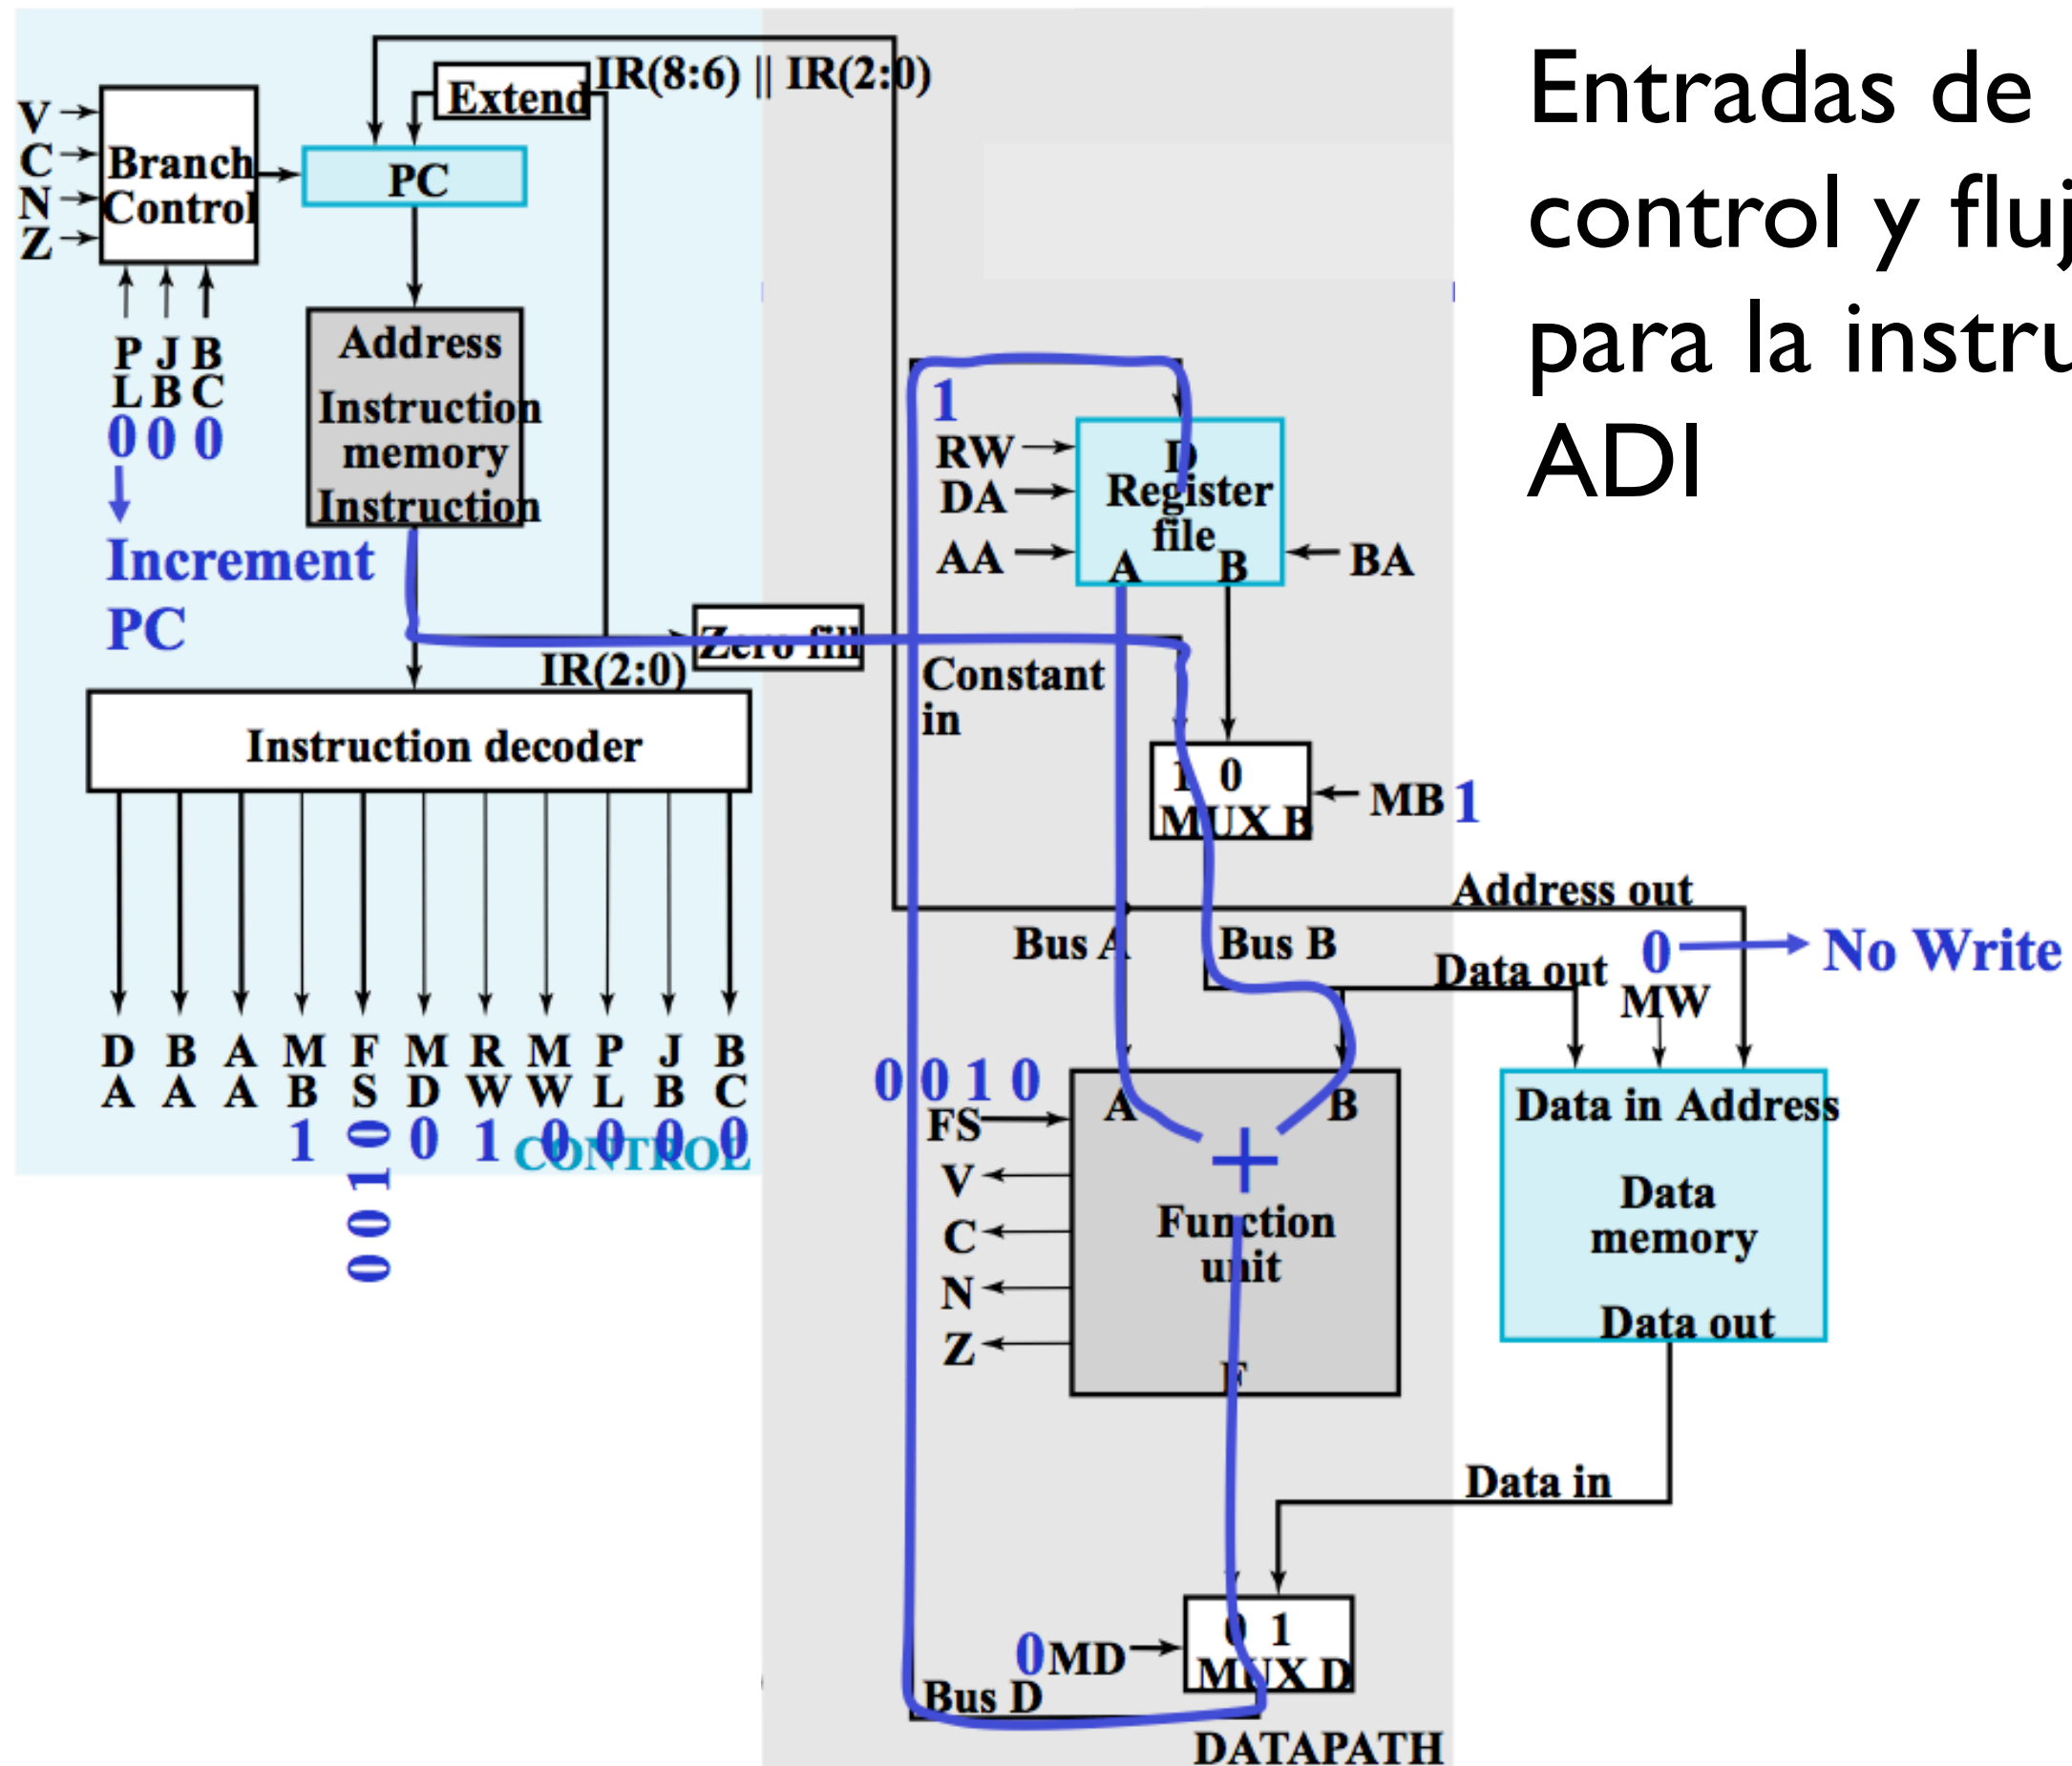 Entradas de
control y fluj
para la instru
ADI
IR(8:6) || IR(2:0)
Extend
V
C
N
Z
Branch
Control
PC
P J B
L B C
0 0 0
Increment
PC
Address
Instruction
memory
Instruction
1
RW
DA
AA
D
Register
file
A B
BA
IR(2:0)
Zero fill
Constant
in
Instruction decoder
1 0
MUX B
MB 1
Address out
Bus A
Bus B
Data out
0
No Write
MW
D B A M F M R M P J B
A A A B S D W W L B C
1 0 0 1 0 0 1 0 0 0 0
CONTROL
0 0 1 0
FS
V
C
N
Z
A B
+
Function
unit
F
Data in Address
Data
memory
Data out
Data in
0 MD
0 1
MUX D
Bus D
DATAPATH